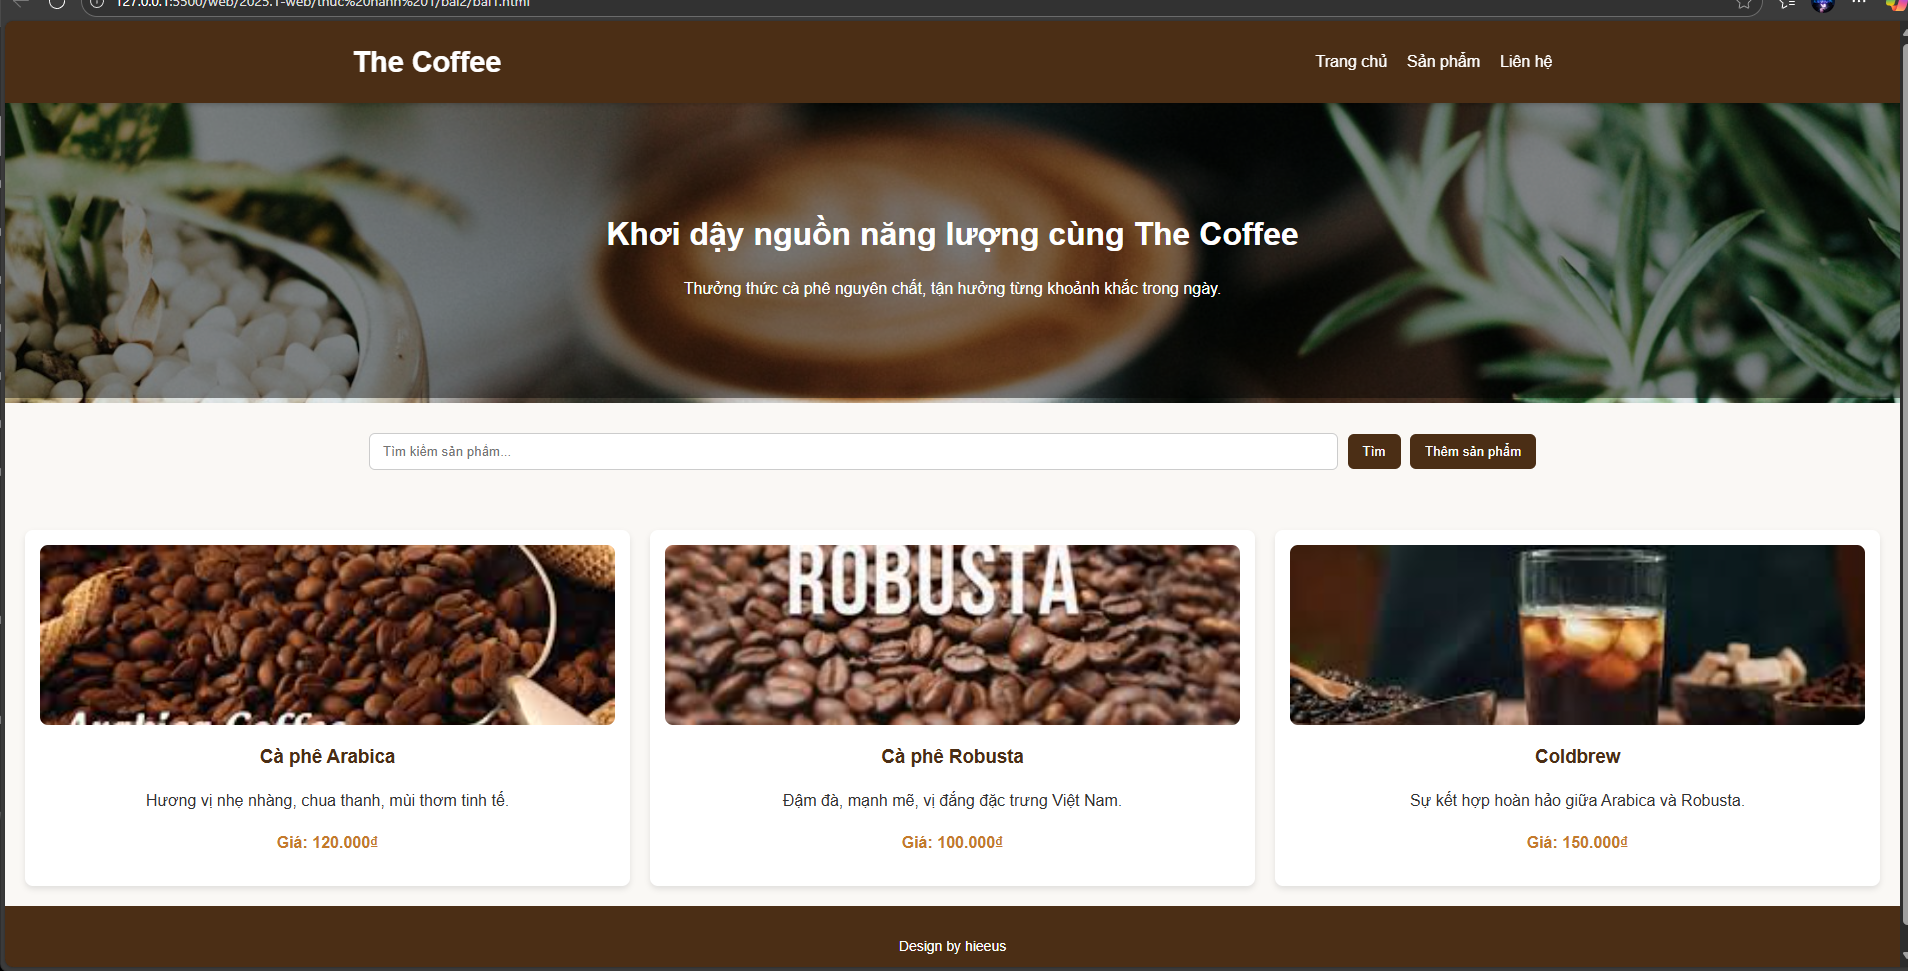 127.0.0.1:5500/web/2025.1-web/thuc%20hanh%201/bai2/bai1.html
The Coffee
Trang chủ Sản phẩm Liên hệ
Khơi dậy nguồn năng lượng cùng The Coffee
Thưởng thức cà phê nguyên chất, tận hưởng từng khoảnh khắc trong ngày.
Tìm kiếm sản phẩm... Tìm Thêm sản phẩm
Arabica Coffee
ROBUSTA
Cà phê Arabica
Hương vị nhẹ nhàng, chua thanh, mùi thơm tinh tế.
Giá: 120.000₫
Cà phê Robusta
Đậm đà, mạnh mẽ, vị đắng đặc trưng Việt Nam.
Giá: 100.000₫
Coldbrew
Sự kết hợp hoàn hảo giữa Arabica và Robusta.
Giá: 150.000₫
Design by hieeus